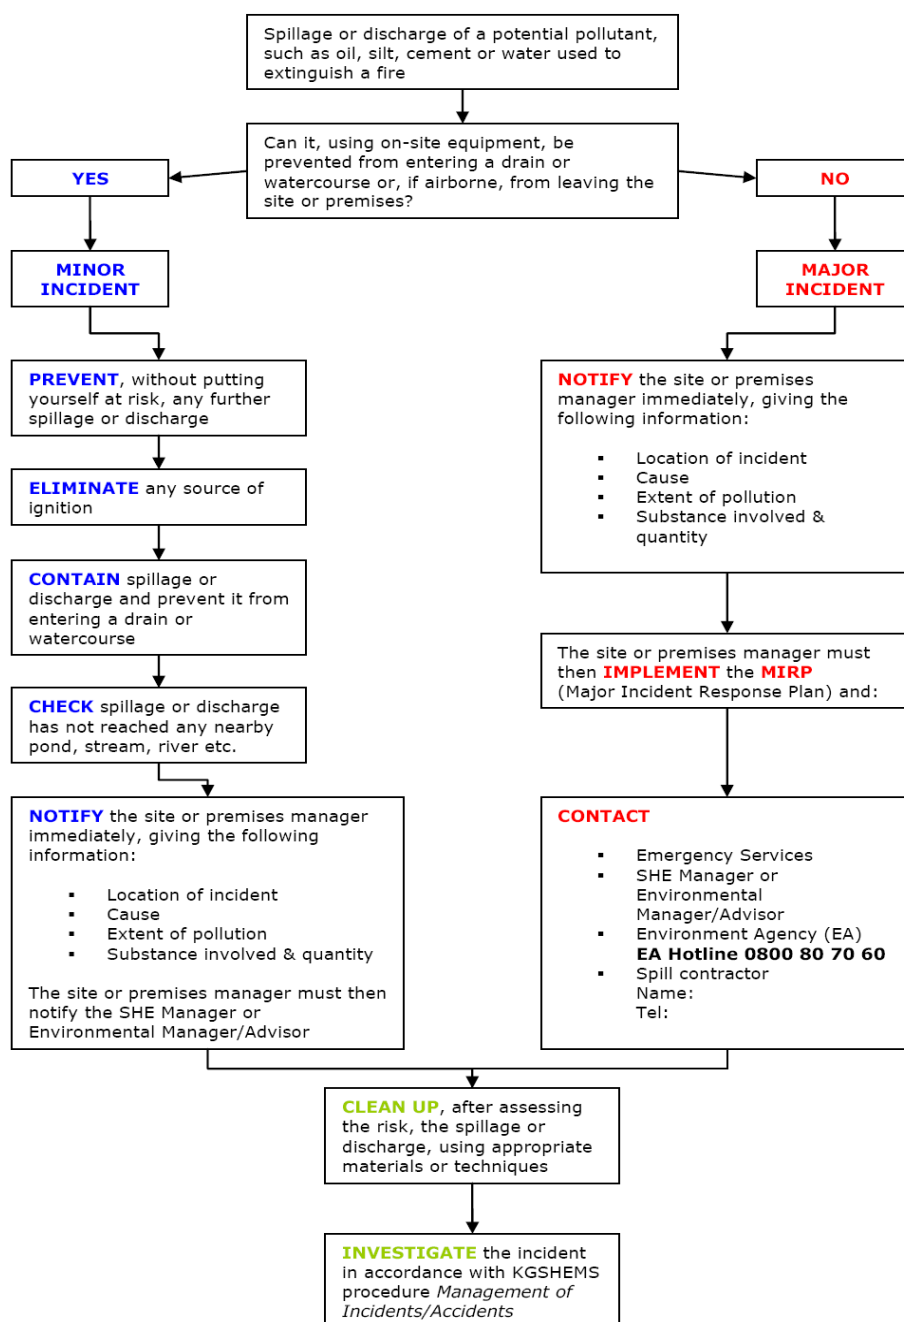 Spillage or discharge of a potential pollutant,
such as oil, silt, cement or water used to
extinguish a fire
Can it, using on-site equipment, be
prevented from entering a drain or
watercourse or, if airborne, from leaving the
site or premises?
YES
NO
MINOR
INCIDENT
MAJOR
INCIDENT
PREVENT, without putting
yourself at risk, any further
spillage or discharge
ELIMINATE any source of
ignition
CONTAIN spillage or
discharge and prevent it from
entering a drain or
watercourse
CHECK spillage or discharge
has not reached any nearby
pond, stream, river etc.
NOTIFY the site or premises manager
immediately, giving the following
information:
▪ Location of incident
▪ Cause
▪ Extent of pollution
▪ Substance involved & quantity
The site or premises manager must then
notify the SHE Manager or
Environmental Manager/Advisor
NOTIFY the site or premises
manager immediately, giving the
following information:
▪ Location of incident
▪ Cause
▪ Extent of pollution
▪ Substance involved &
quantity
The site or premises manager must
then IMPLEMENT the MIRP
(Major Incident Response Plan) and:
CONTACT
▪ Emergency Services
▪ SHE Manager or
Environmental
Manager/Advisor
▪ Environment Agency (EA)
EA Hotline 0800 80 70 60
▪ Spill contractor
Name:
Tel:
CLEAN UP, after assessing
the risk, the spillage or
discharge, using appropriate
materials or techniques
INVESTIGATE the incident
in accordance with KGSHEMS
procedure Management of
Incidents/Accidents